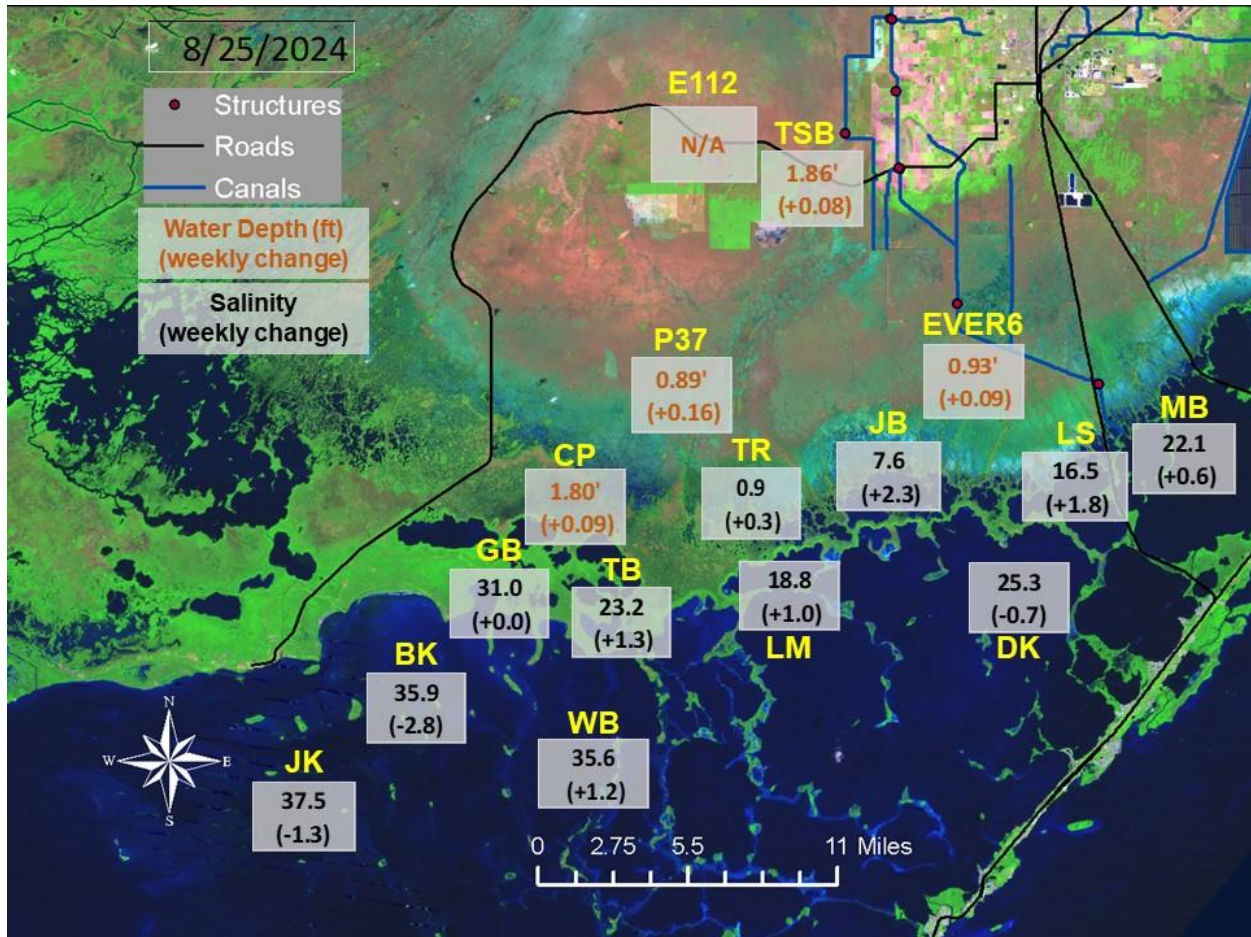 8/25/2024
Structures
Roads
Canals
Water Depth (ft)
(weekly change)
Salinity
(weekly change)
E112
N/A
TSB
1.86'
(+0.08)
P37
0.89'
(+0.16)
EVER6
0.93'
(+0.09)
CP
1.80'
(+0.09)
TR
0.9
(+0.3)
JB
7.6
(+2.3)
LS
16.5
(+1.8)
MB
22.1
(+0.6)
GB
31.0
(+0.0)
TB
23.2
(+1.3)
18.8
(+1.0)
LM
25.3
(-0.7)
DK
BK
35.9
(-2.8)
WB
35.6
(+1.2)
JK
37.5
(-1.3)
N
W E
S
0 2.75 5.5 11 Miles